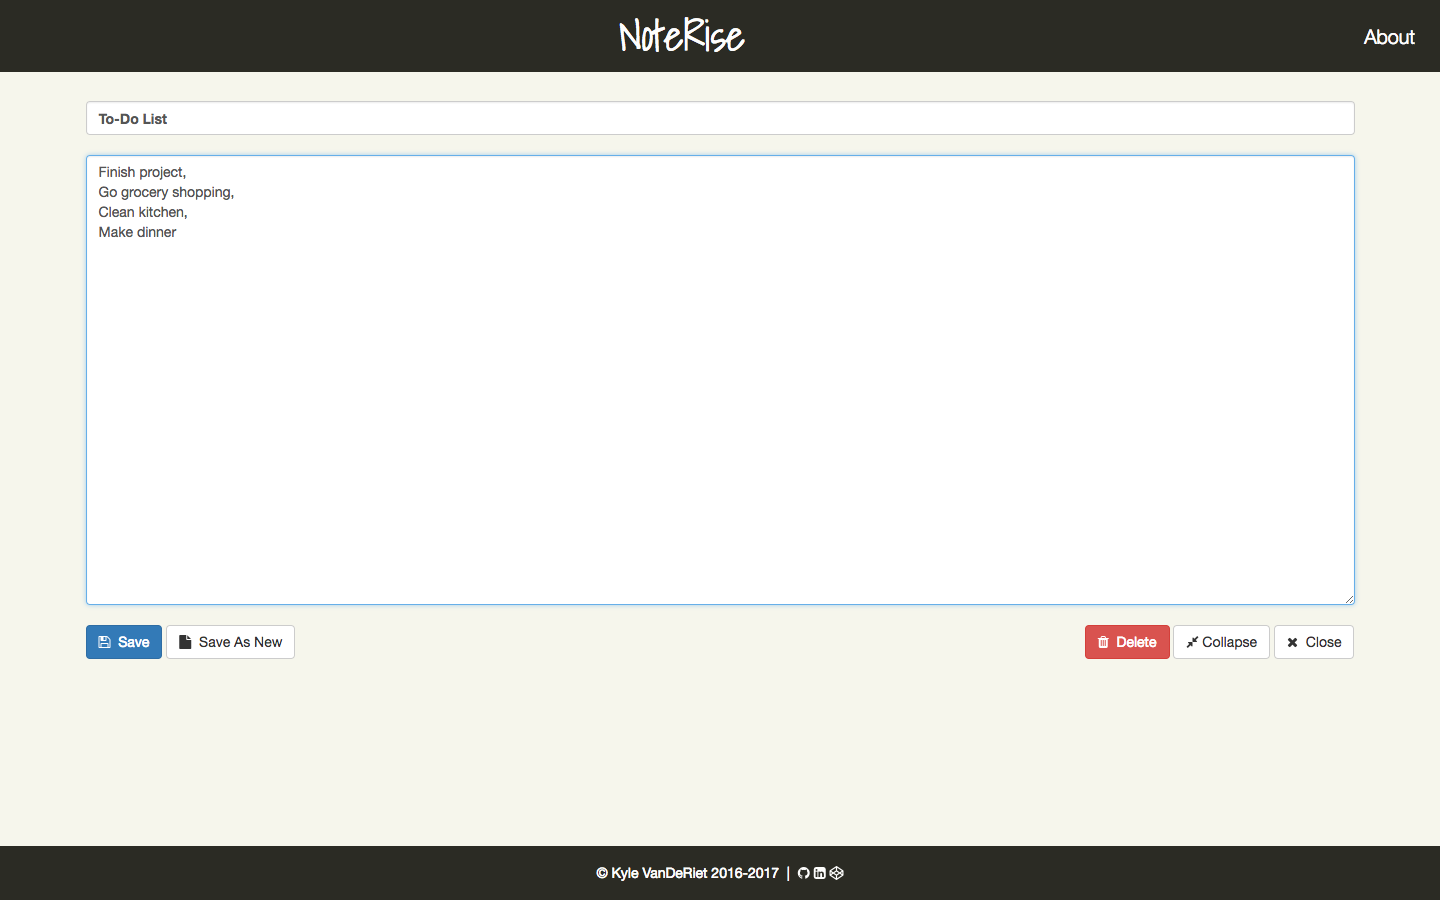 NoteRise
About
To-Do List
Finish project,
Go grocery shopping,
Clean kitchen,
Make dinner
Save
Save As New
Delete
Collapse
Close
© Kyle VanDeRiet 2016-2017 |